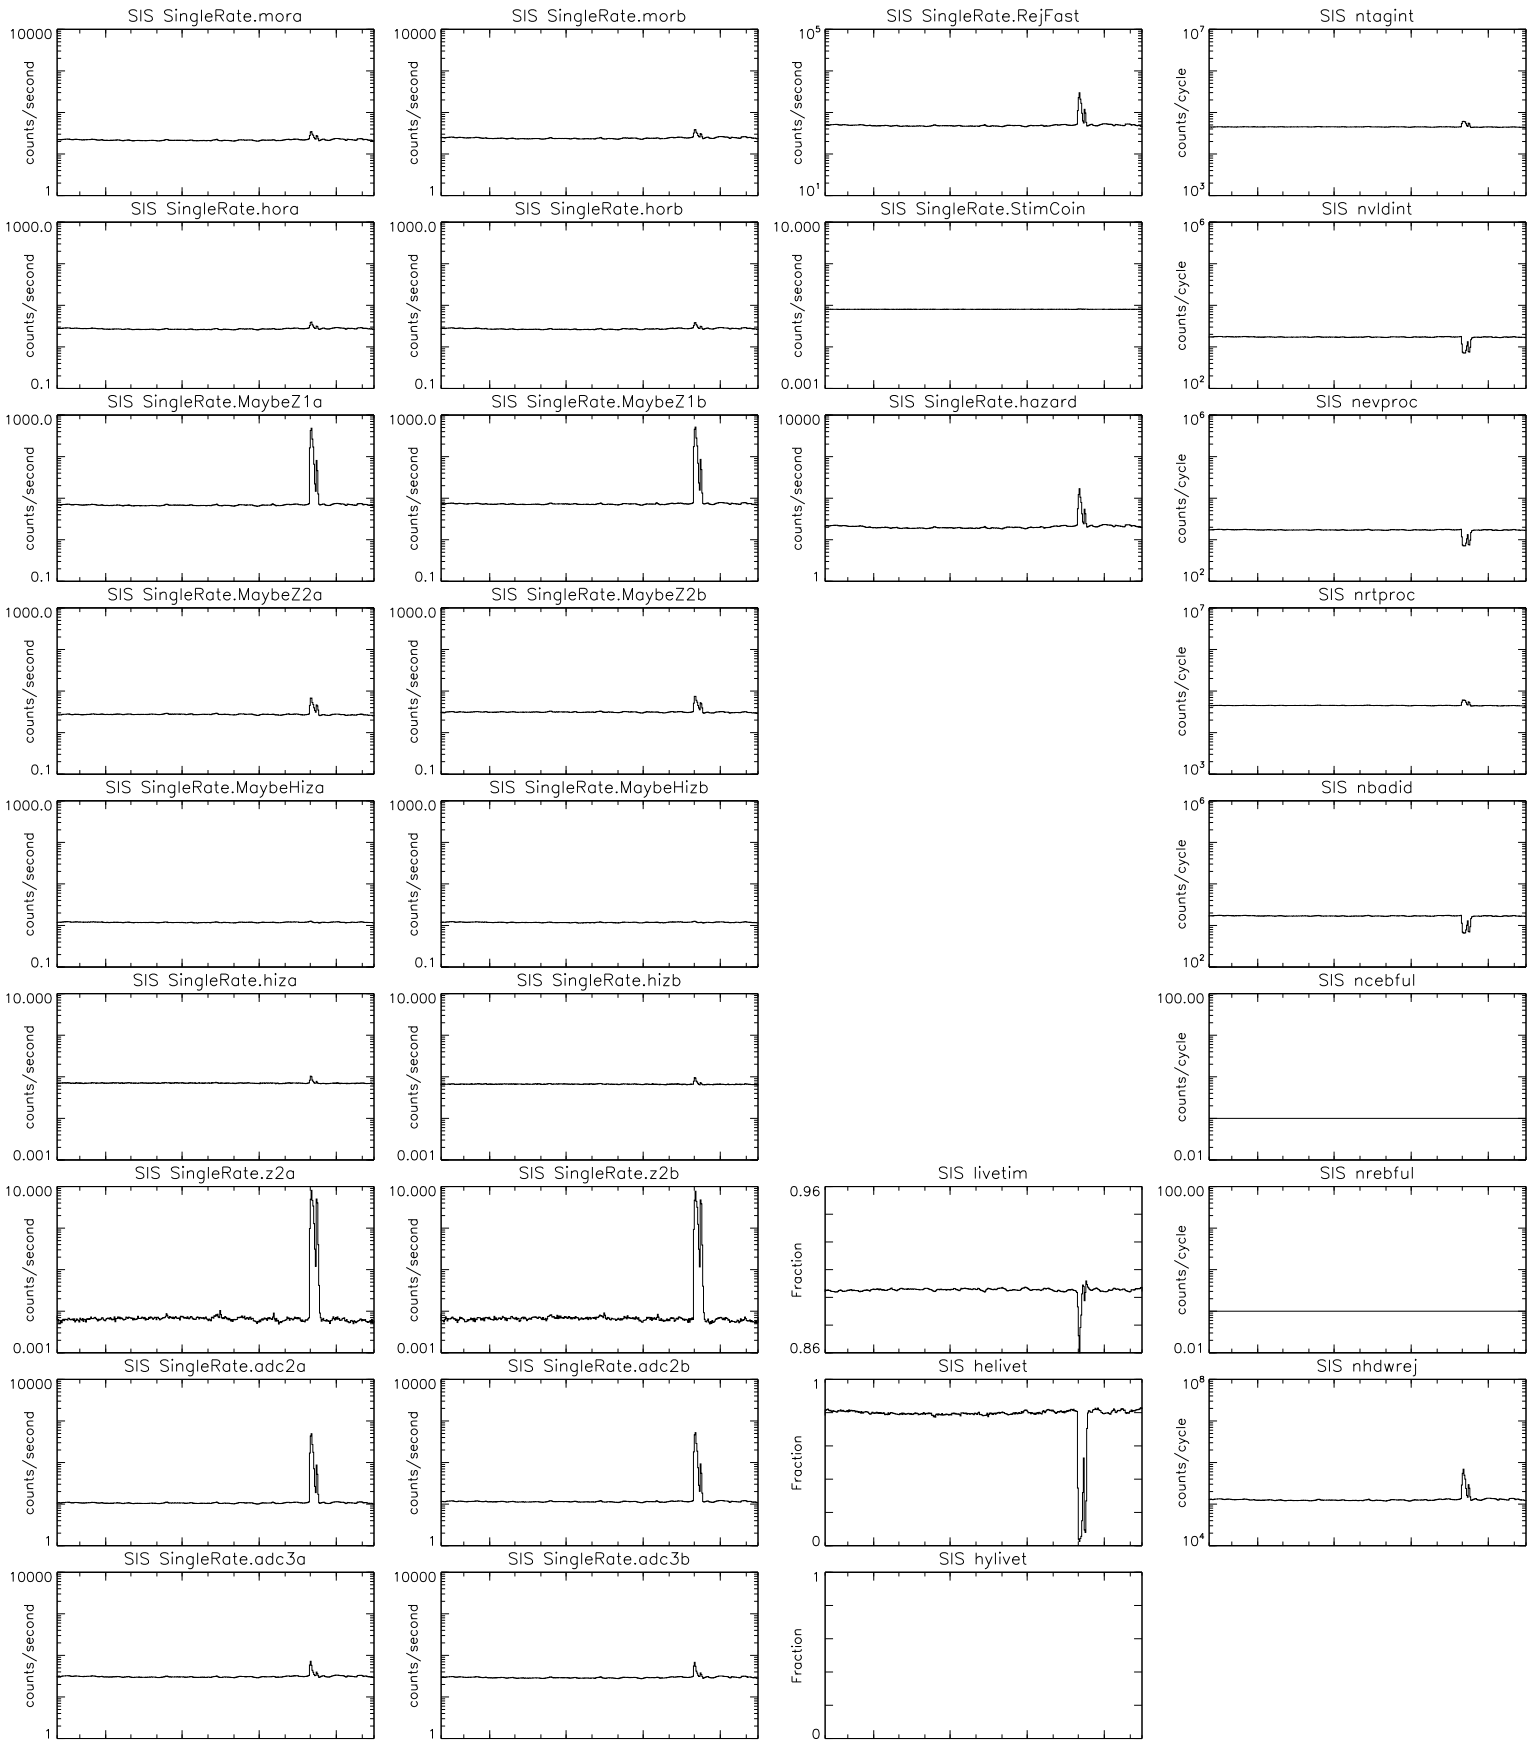 SIS SingleRate.mora
10000
counts/second
1
SIS SingleRate.morb
10000
counts/second
1
SIS SingleRate.RejFast
10^5
counts/second
10^1
SIS ntagint
10^7
counts/cycle
10^3
SIS SingleRate.hora
1000.0
counts/second
0.1
SIS SingleRate.horb
1000.0
counts/second
0.1
SIS SingleRate.StimCoin
10.000
counts/second
0.001
SIS nvldint
10^6
counts/cycle
10^2
SIS SingleRate.MaybeZ1a
1000.0
counts/second
0.1
SIS SingleRate.MaybeZ1b
1000.0
counts/second
0.1
SIS SingleRate.hazard
10000
counts/second
1
SIS nevproc
10^6
counts/cycle
10^2
SIS SingleRate.MaybeZ2a
1000.0
counts/second
0.1
SIS SingleRate.MaybeZ2b
1000.0
counts/second
0.1
SIS nrtproc
10^7
counts/cycle
10^3
SIS SingleRate.MaybeHiza
1000.0
counts/second
0.1
SIS SingleRate.MaybeHizb
1000.0
counts/second
0.1
SIS nbadid
10^6
counts/cycle
10^2
SIS SingleRate.hiza
10.000
counts/second
0.001
SIS SingleRate.hizb
10.000
counts/second
0.001
SIS ncebful
100.00
counts/cycle
0.01
SIS SingleRate.z2a
10.000
counts/second
0.001
SIS SingleRate.z2b
10.000
counts/second
0.001
SIS livetim
0.96
Fraction
0.86
SIS nrebful
100.00
counts/cycle
0.01
SIS SingleRate.adc2a
10000
counts/second
1
SIS SingleRate.adc2b
10000
counts/second
1
SIS helivet
1
Fraction
0
SIS nhdwrej
10^8
counts/cycle
10^4
SIS SingleRate.adc3a
10000
counts/second
1
SIS SingleRate.adc3b
10000
counts/second
1
SIS hylivet
1
Fraction
0